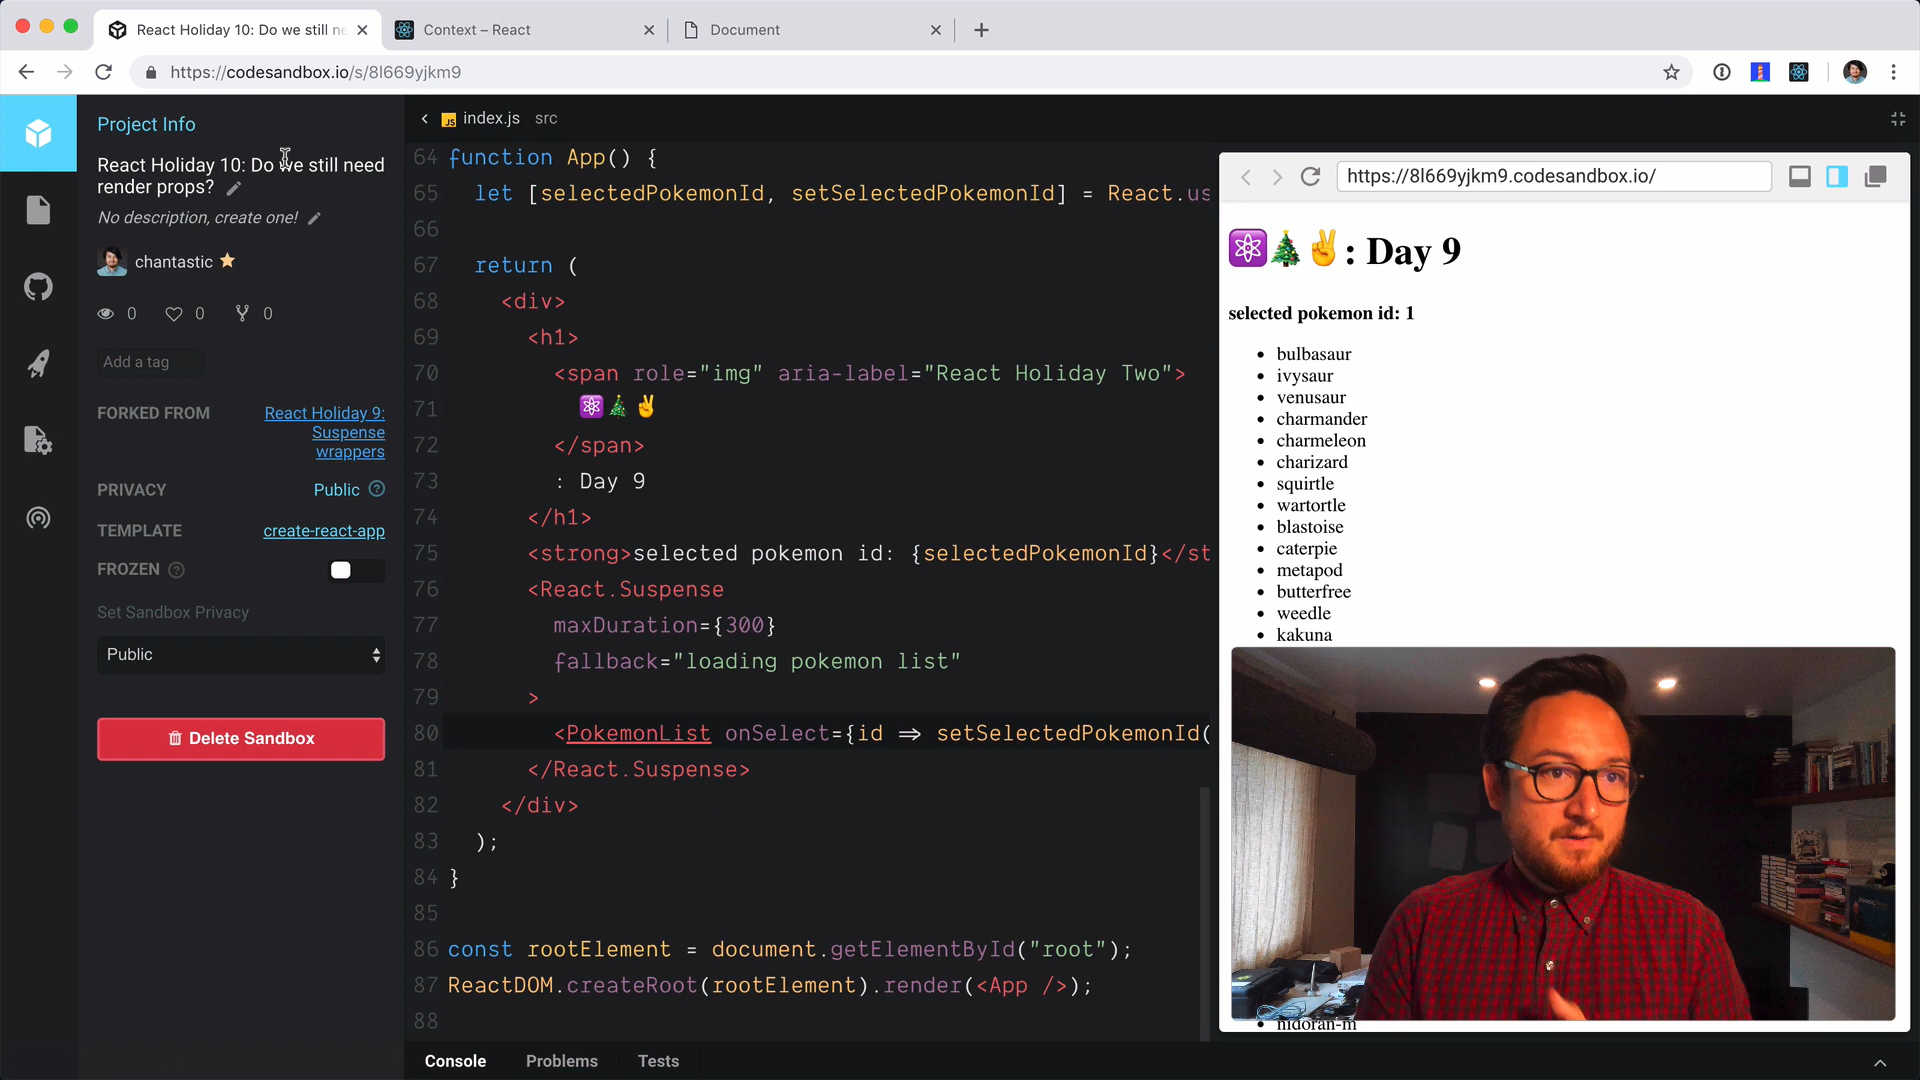 React Holiday 10: Do we still ne
Context – React
Document
https://codesandbox.io/s/8l669yjkm9
Project Info
React Holiday 10: Do we still need
render props?
No description, create one!
chantastic
0
0
0
Add a tag
FORKED FROM
React Holiday 9:
Suspense
wrappers
PRIVACY
Public
TEMPLATE
create-react-app
FROZEN
Set Sandbox Privacy
Public
Delete Sandbox
JS index.js src
64 function App() {
65 let [selectedPokemonId, setSelectedPokemonId] = React.us
66
67 return (
68 <div>
69 <h1>
70 <span role="img" aria-label="React Holiday Two">
71 ⚛️🎄✌️
72 </span>
73 : Day 9
74 </h1>
75 <strong>selected pokemon id: {selectedPokemonId}</st
76 <React.Suspense
77 maxDuration={300}
78 fallback="loading pokemon list"
79 >
80 <PokemonList onSelect={id => setSelectedPokemonId(
81 </React.Suspense>
82 </div>
83 );
84 }
85
86 const rootElement = document.getElementById("root");
87 ReactDOM.createRoot(rootElement).render(<App />);
88
Console
Problems
Tests
https://8l669yjkm9.codesandbox.io/
⚛️🎄✌️: Day 9
selected pokemon id: 1
• bulbasaur
• ivysaur
• venusaur
• charmander
• charmeleon
• charizard
• squirtle
• wartortle
• blastoise
• caterpie
• metapod
• butterfree
• weedle
• kakuna
• nidoran-m